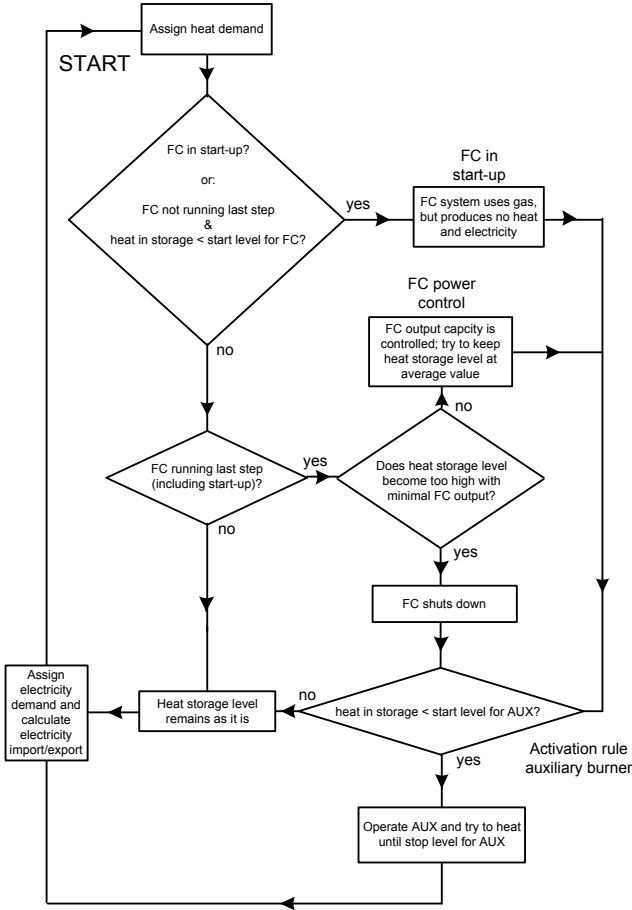 Assign heat demand
START
FC in start-up?
or:
FC not running last step
&
heat in storage < start level for FC?
yes
FC in
start-up
FC system uses gas,
but produces no heat
and electricity
FC power
control
FC output capcity is
controlled; try to keep
heat storage level at
average value
no
no
FC running last step
(including start-up)?
yes
Does heat storage level
become too high with
minimal FC output?
no
yes
FC shuts down
Assign
electricity
demand and
calculate
electricity
import/export
Heat storage level
remains as it is
no
heat in storage < start level for AUX?
yes
Activation rule
auxiliary burner
Operate AUX and try to heat
until stop level for AUX